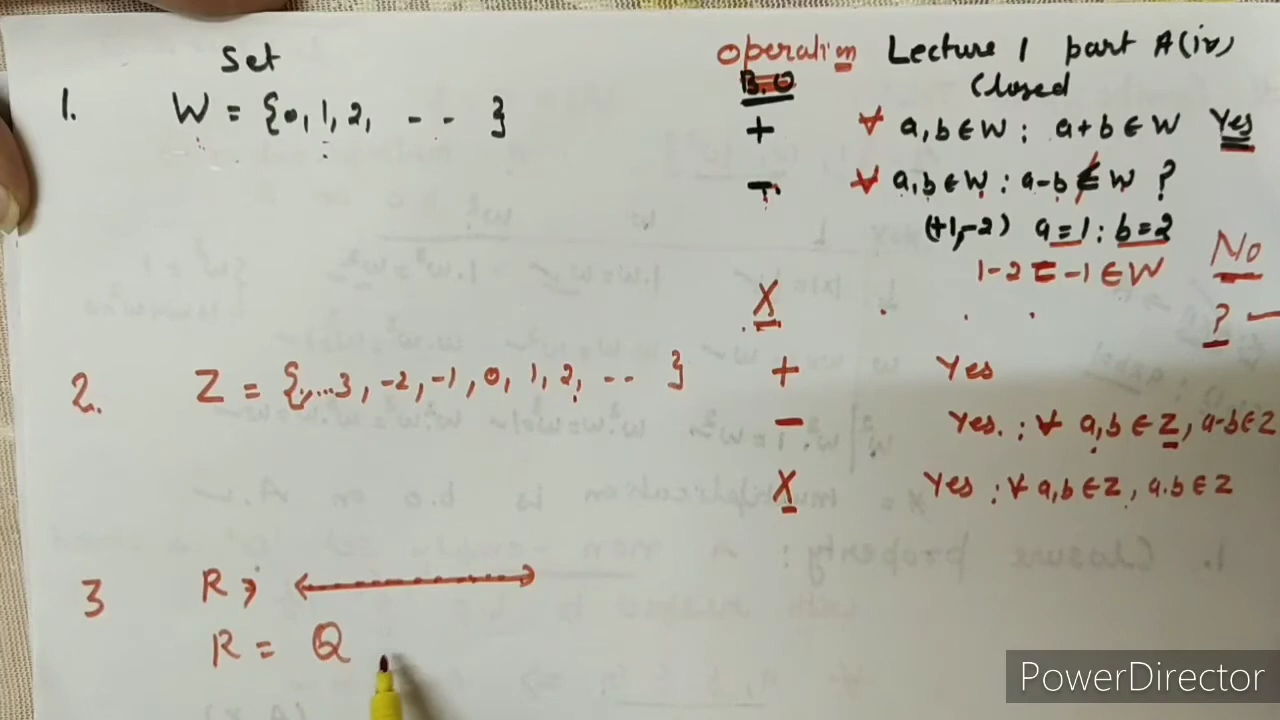 Set operation Lecture 1 part A(iv)
B.O closed
1. W = {0, 1, 2, - - } + ∀ a, b ∈ W : a+b ∈ W Yes
- ∀ a, b ∈ W : a-b ∉ W ?
(+1, -2) a=1 : b=2
1-2 = -1 ∈ W No
X . . . ? -
2. Z = {, ...3, -2, -1, 0, 1, 2, -- } + Yes
- Yes. ; ∀ a, b ∈ Z, a-b ∈ Z
X Yes ; ∀ a, b ∈ Z, a.b ∈ Z
3 R ;
R = Q
PowerDirector